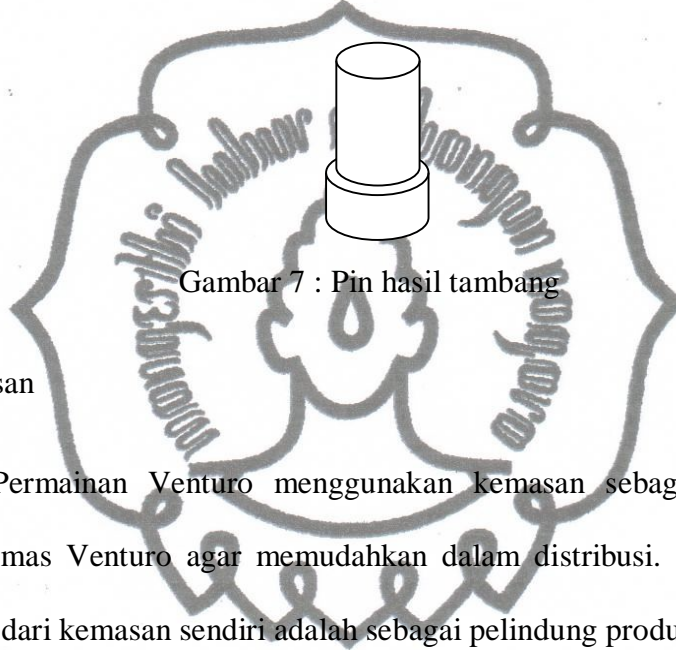 Gambar 7 : Pin hasil tambang
san
Permainan Venturo menggunakan kemasan sebag
mas Venturo agar memudahkan dalam distribusi.
dari kemasan sendiri adalah sebagai pelindung produ